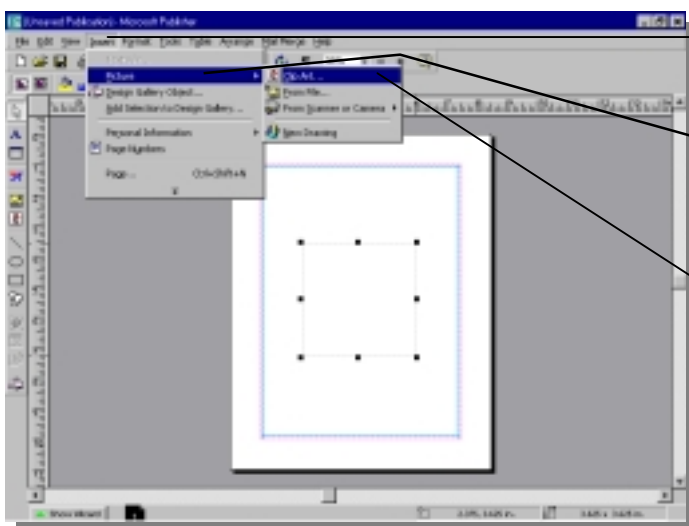 [Unsaved Publication] - Microsoft Publisher
File Edit View Insert Format Tools Table Arrange Mail Merge Help
Picture
Clip Art...
Design Gallery Object...
From File...
Add Selection to Design Gallery...
From Scanner or Camera
Personal Information
New Drawing
Page Numbers
Page... Ctrl+Shift+N
Show Wizard